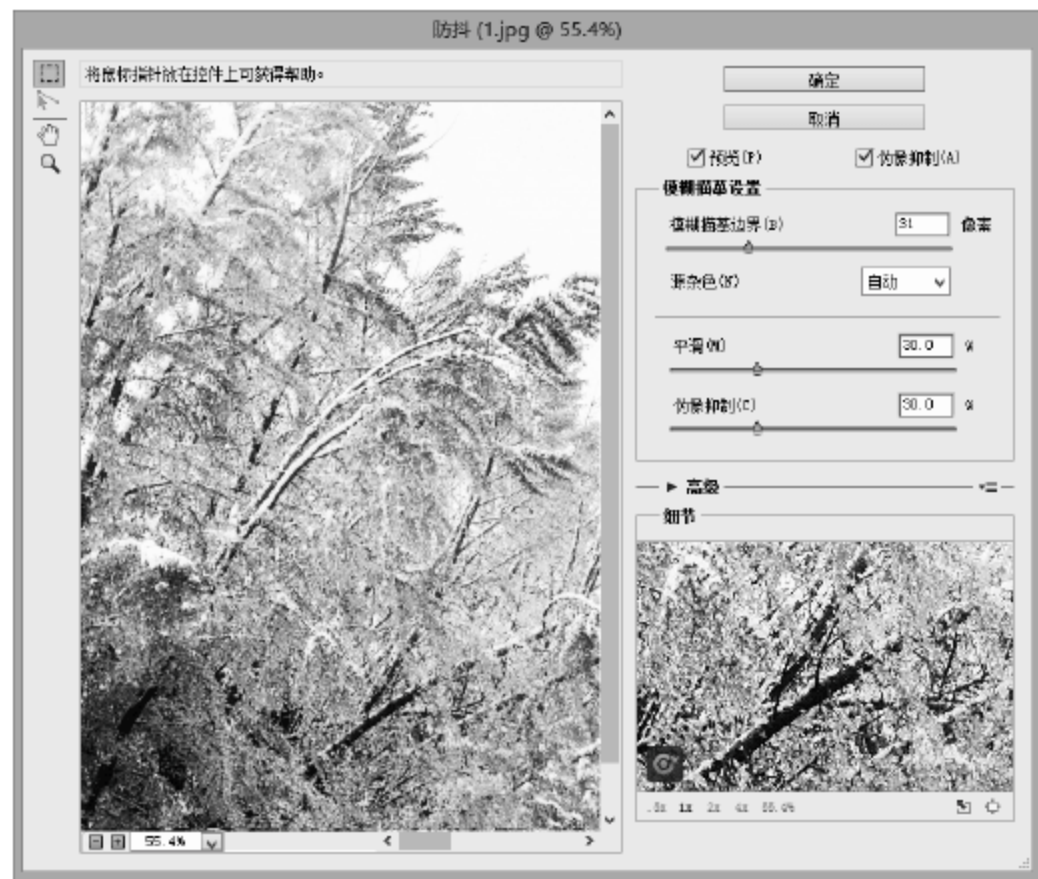 防抖 (1.jpg @ 55.4%)
将鼠标指针放在控件上可获得帮助。
确定
取消
预览(P)
伪像抑制(A)
模糊描摹设置
模糊描摹边界(B)
31
像素
源杂色(S)
自动
平滑(M)
30.0
%
伪像抑制(C)
30.0
%
高级
细节
.5x 1x 2x 4x 55.4%
55.4%